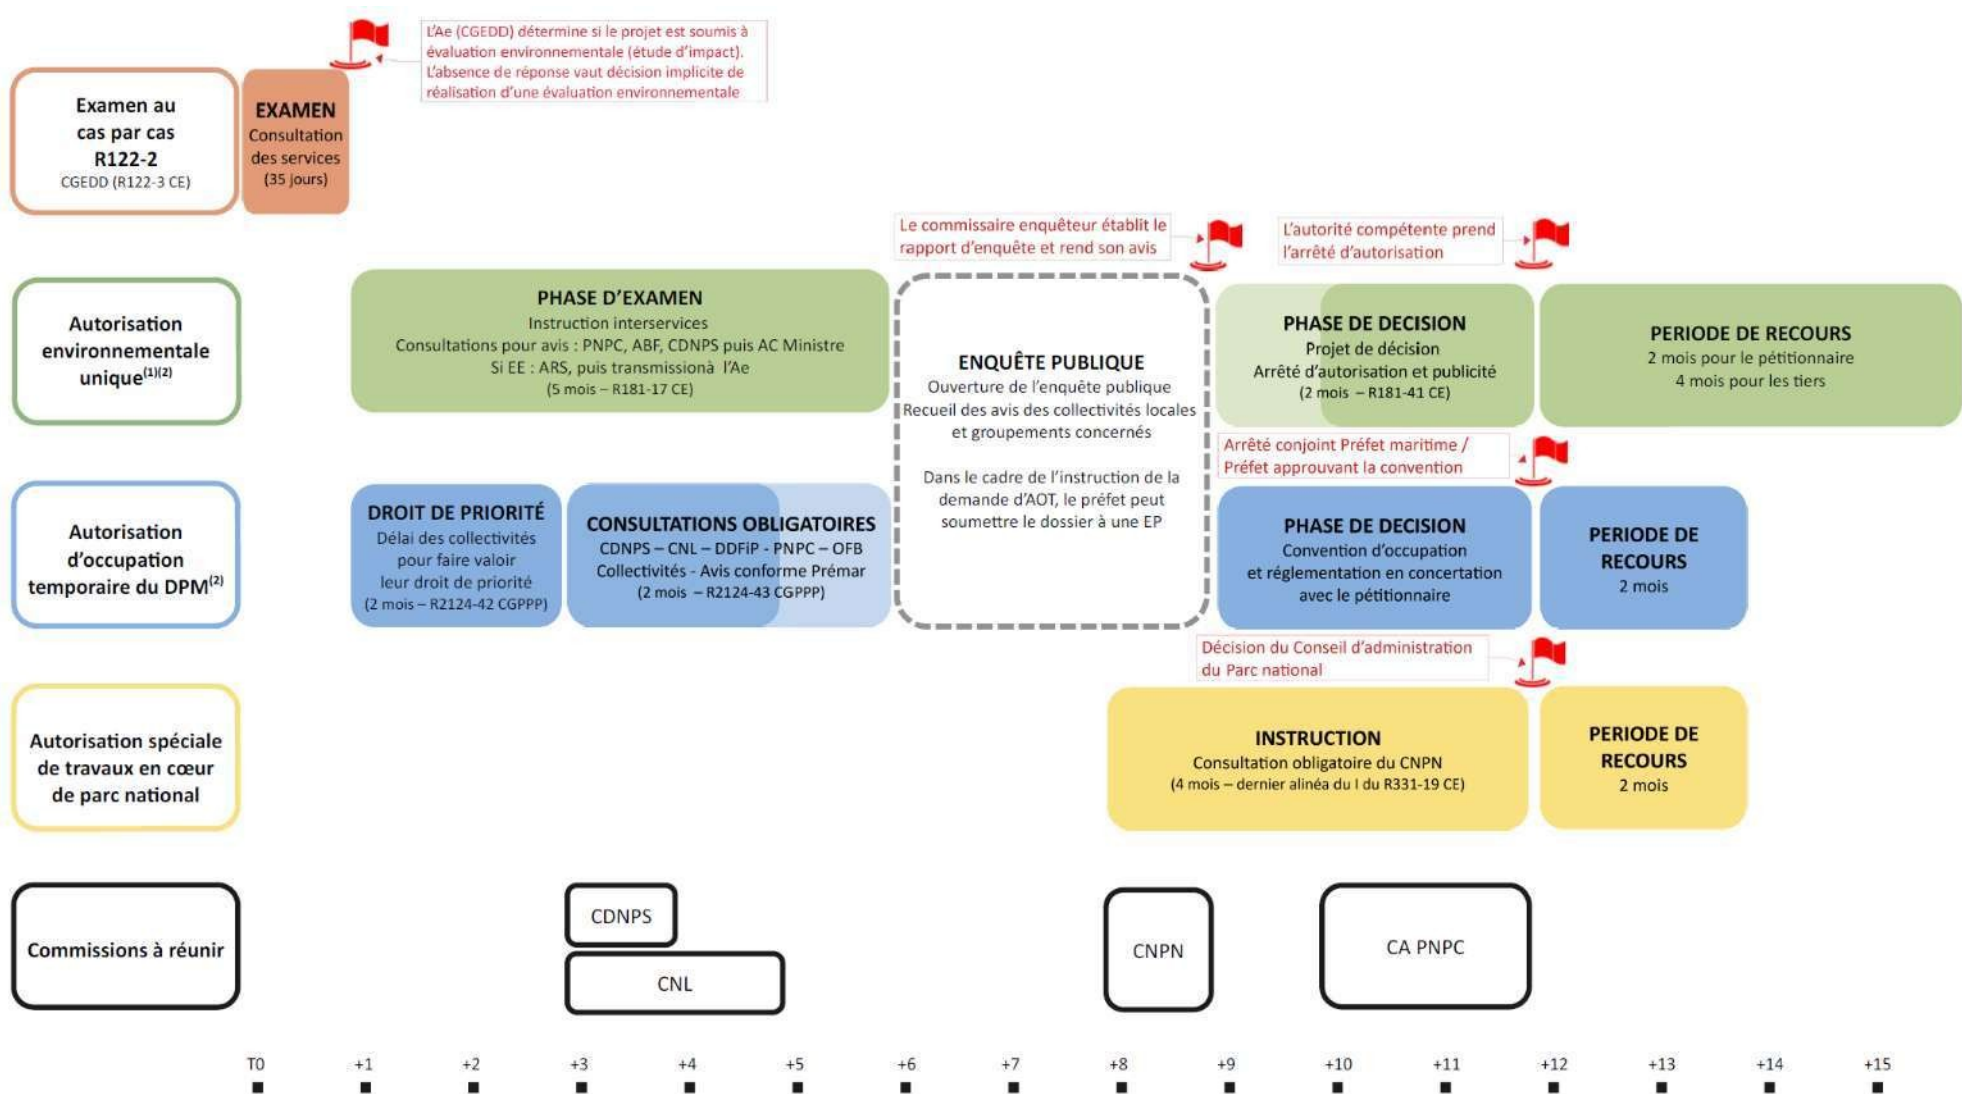 L'Ae (CGEDD) détermine si le projet est soumis à
évaluation environnementale (étude d'impact).
L'absence de réponse vaut décision implicite de
réalisation d'une évaluation environnementale
Examen au
cas par cas
R122-2
CGEDD (R122-3 CE)
EXAMEN
Consultation
des services
(35 jours)
Le commissaire enquêteur établit le
rapport d'enquête et rend son avis
L'autorité compétente prend
l'arrêté d'autorisation
Autorisation
environnementale
unique(1)(2)
PHASE D'EXAMEN
Instruction interservices
Consultations pour avis : PNPC, ABF, CDNPS puis AC Ministre
Si EE : ARS, puis transmissionà l'Ae
(5 mois – R181-17 CE)
ENQUÊTE PUBLIQUE
Ouverture de l'enquête publique
Recueil des avis des collectivités locales
et groupements concernés
Dans le cadre de l'instruction de la
demande d'AOT, le préfet peut
soumettre le dossier à une EP
PHASE DE DECISION
Projet de décision
Arrêté d'autorisation et publicité
(2 mois – R181-41 CE)
PERIODE DE RECOURS
2 mois pour le pétitionnaire
4 mois pour les tiers
Arrêté conjoint Préfet maritime /
Préfet approuvant la convention
Autorisation
d'occupation
temporaire du DPM(2)
DROIT DE PRIORITÉ
Délai des collectivités
pour faire valoir
leur droit de priorité
(2 mois – R2124-42 CGPPP)
CONSULTATIONS OBLIGATOIRES
CDNPS – CNL – DDFiP - PNPC – OFB
Collectivités - Avis conforme Prémar
(2 mois – R2124-43 CGPPP)
PHASE DE DECISION
Convention d'occupation
et réglementation en concertation
avec le pétitionnaire
PERIODE DE
RECOURS
2 mois
Décision du Conseil d'administration
du Parc national
Autorisation spéciale
de travaux en cœur
de parc national
INSTRUCTION
Consultation obligatoire du CNPN
(4 mois – dernier alinéa du I du R331-19 CE)
PERIODE DE
RECOURS
2 mois
Commissions à réunir
CDNPS
CNL
CNPN
CA PNPC
T0 +1 +2 +3 +4 +5 +6 +7 +8 +9 +10 +11 +12 +13 +14 +15